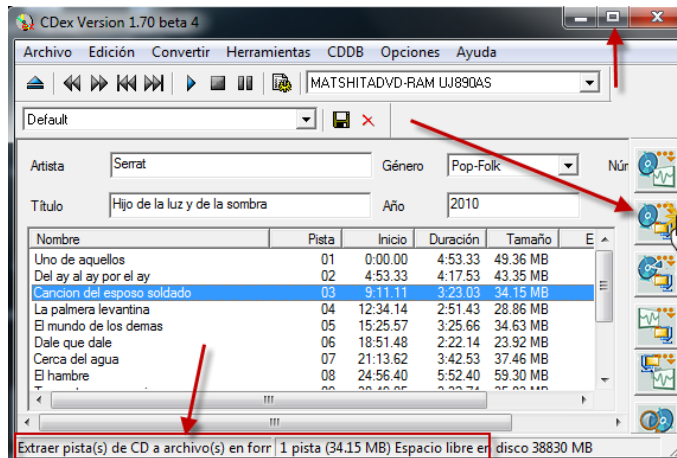 CDex Version 1.70 beta 4
Archivo Edición Convertir Herramientas CDDB Opciones Ayuda
MATSHITADVD-RAM UJ890AS
Default
Artista Serrat Género Pop-Folk Núr
Título Hijo de la luz y de la sombra Año 2010
Nombre Pista Inicio Duración Tamaño E
Uno de aquellos 01 0:00.00 4:53.33 49.36 MB
Del ay al ay por el ay 02 4:53.33 4:17.53 43.35 MB
Cancion del esposo soldado 03 9:11.11 3:23.03 34.15 MB
La palmera levantina 04 12:34.14 2:51.43 28.86 MB
El mundo de los demas 05 15:25.57 3:25.66 34.63 MB
Dale que dale 06 18:51.48 2:22.14 23.92 MB
Cerca del agua 07 21:13.62 3:42.53 37.46 MB
El hambre 08 24:56.40 5:52.40 59.30 MB
Extraer pista(s) de CD a archivo(s) en forr 1 pista (34.15 MB) Espacio libre en disco 38830 MB